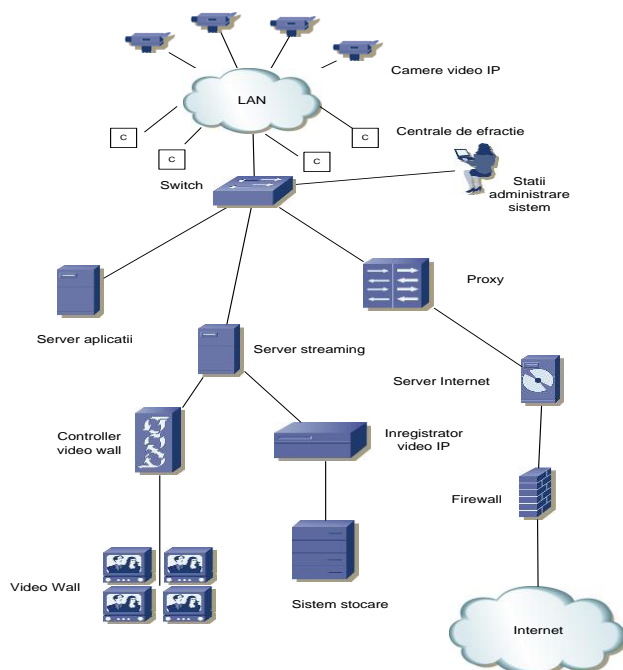 Camere video IP
LAN
C
C
C
C
Centrale de efractie
Switch
Statii
administrare
sistem
Proxy
Server aplicatii
Server streaming
Server Internet
Controller
video wall
Inregistrator
video IP
Firewall
Video Wall
Sistem stocare
Internet